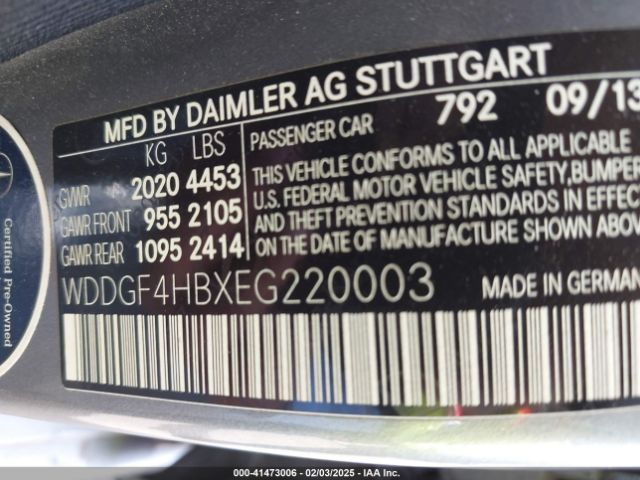 MFD BY DAIMLER AG STUTTGART
792 09/13
KG LBS
PASSENGER CAR
GVWR 2020 4453
GAWR FRONT 955 2105
GAWR REAR 1095 2414
THIS VEHICLE CONFORMS TO ALL APPLICABLE
U.S. FEDERAL MOTOR VEHICLE SAFETY, BUMPER
AND THEFT PREVENTION STANDARDS IN EFFEC
ON THE DATE OF MANUFACTURE SHOWN ABOV
WDDGF4HBXEG220003 MADE IN GERMAN
Certified Pre-Owned
000-41473006 | 02/03/2025 | IAA Inc.